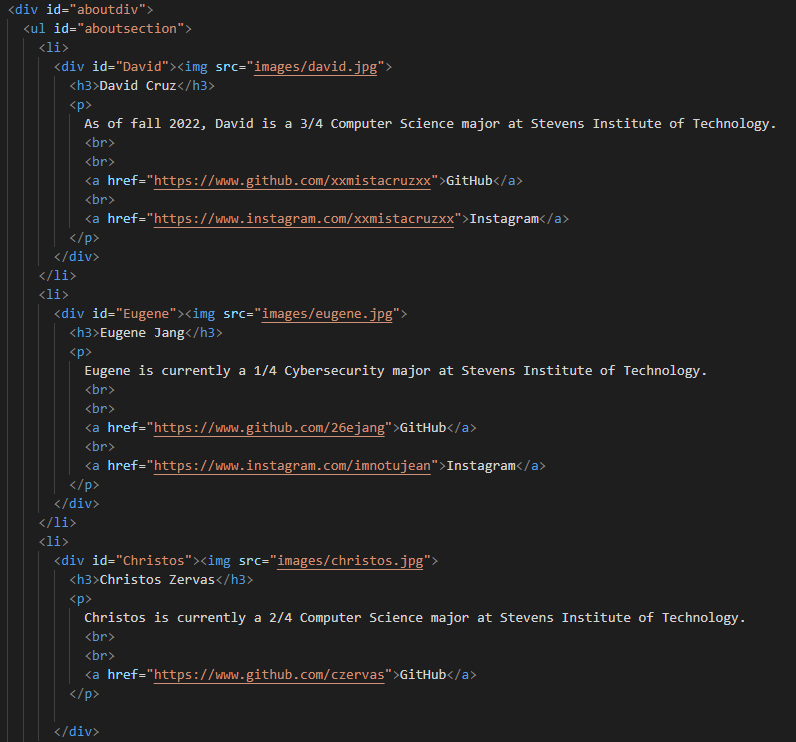 <div id="aboutdiv">
<ul id="aboutsection">
<li>
<div id="David"><img src="images/david.jpg">
<h3>David Cruz</h3>
<p>
As of fall 2022, David is a 3/4 Computer Science major at Stevens Institute of Technology.
<br>
<br>
<a href="https://www.github.com/xxmistacruzxx">GitHub</a>
<br>
<a href="https://www.instagram.com/xxmistacruzxx">Instagram</a>
</p>
</div>
</li>
<li>
<div id="Eugene"><img src="images/eugene.jpg">
<h3>Eugene Jang</h3>
<p>
Eugene is currently a 1/4 Cybersecurity major at Stevens Institute of Technology.
<br>
<br>
<a href="https://www.github.com/26ejang">GitHub</a>
<br>
<a href="https://www.instagram.com/imnotujean">Instagram</a>
</p>
</div>
</li>
<li>
<div id="Christos"><img src="images/christos.jpg">
<h3>Christos Zervas</h3>
<p>
Christos is currently a 2/4 Computer Science major at Stevens Institute of Technology.
<br>
<br>
<a href="https://www.github.com/czervas">GitHub</a>
</p>
</div>